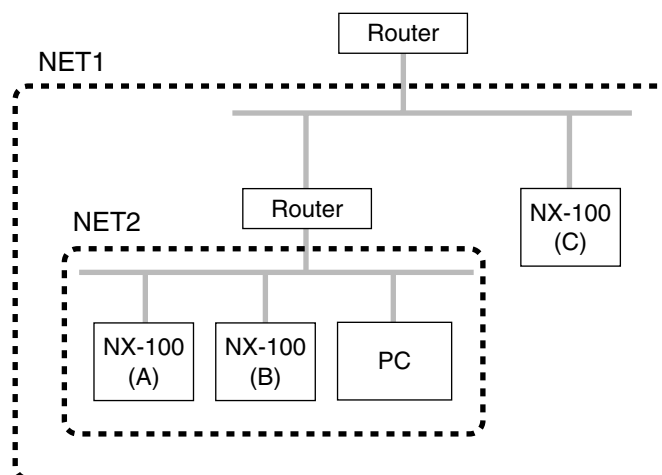 Router
NET1
Router
NX-100
(C)
NET2
NX-100
(A)
NX-100
(B)
PC